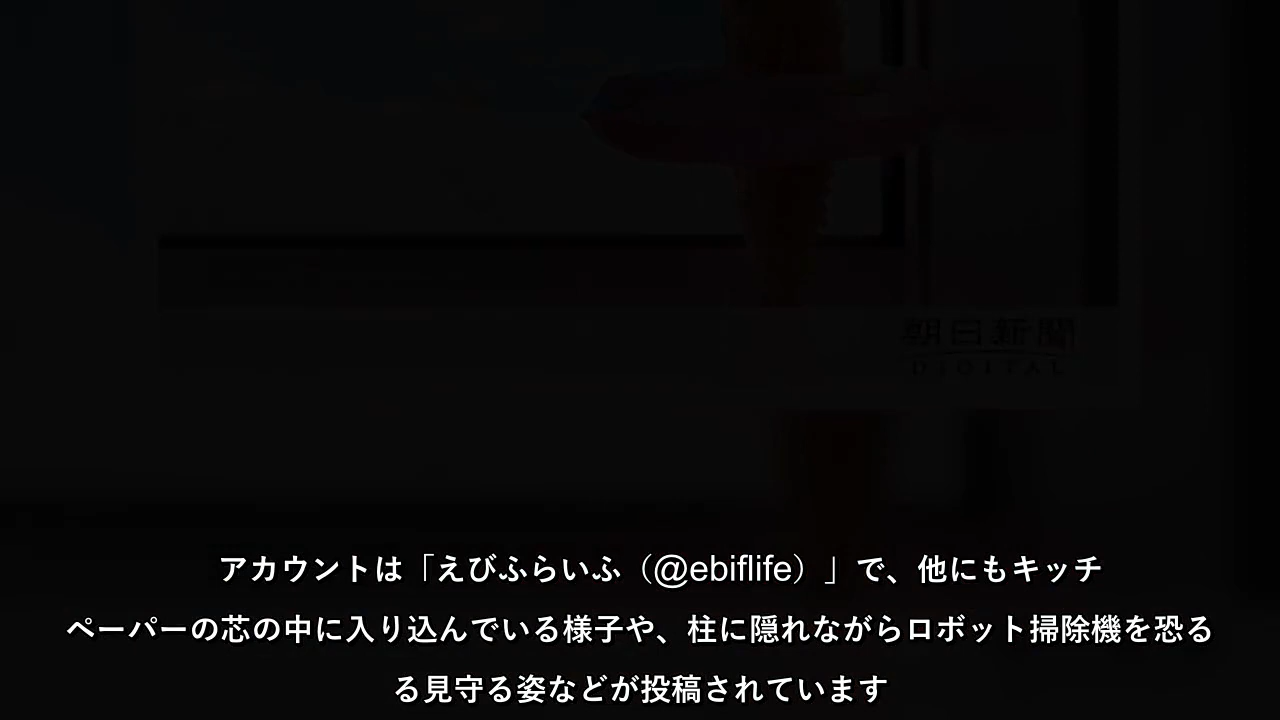 朝日新聞
DIGITAL
アカウントは「えびふらいふ（@ebiflife）」で、他にもキッチ
ペーパーの芯の中に入り込んでいる様子や、柱に隠れながらロボット掃除機を恐る
る見守る姿などが投稿されています